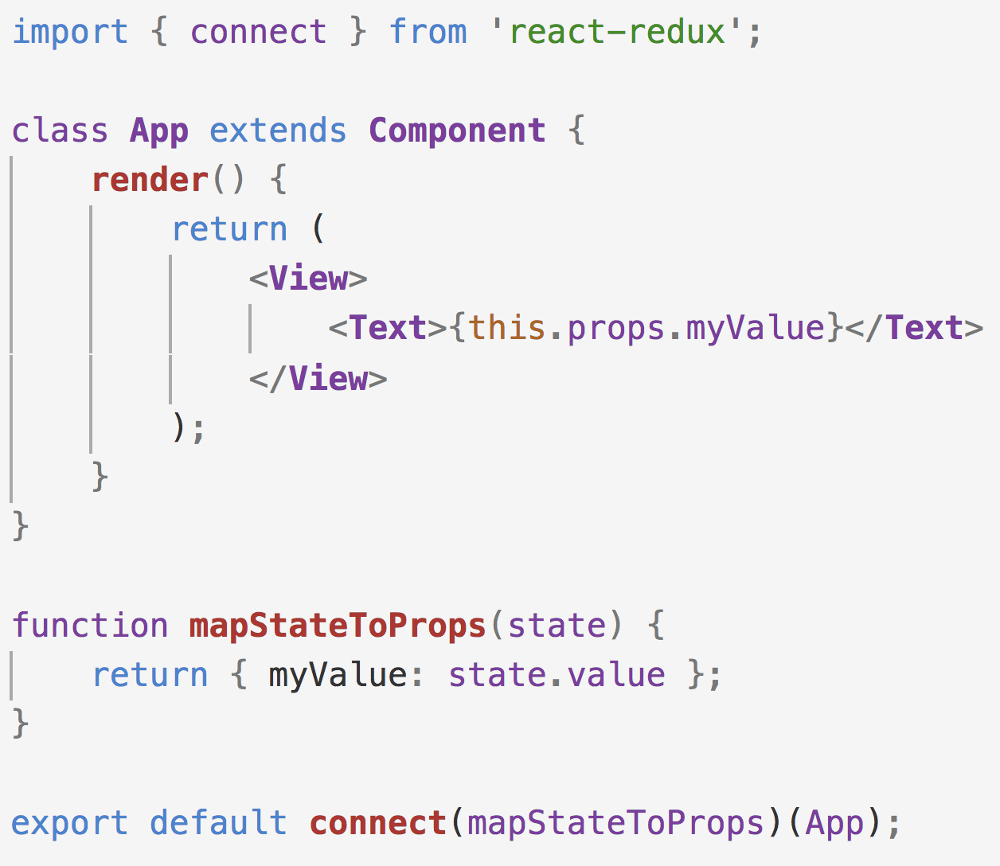 import { connect } from 'react-redux';
class App extends Component {
    render() {
        return (
            <View>
                <Text>{this.props.myValue}</Text>
            </View>
        );
    }
}
function mapStateToProps(state) {
    return { myValue: state.value };
}
export default connect(mapStateToProps)(App);